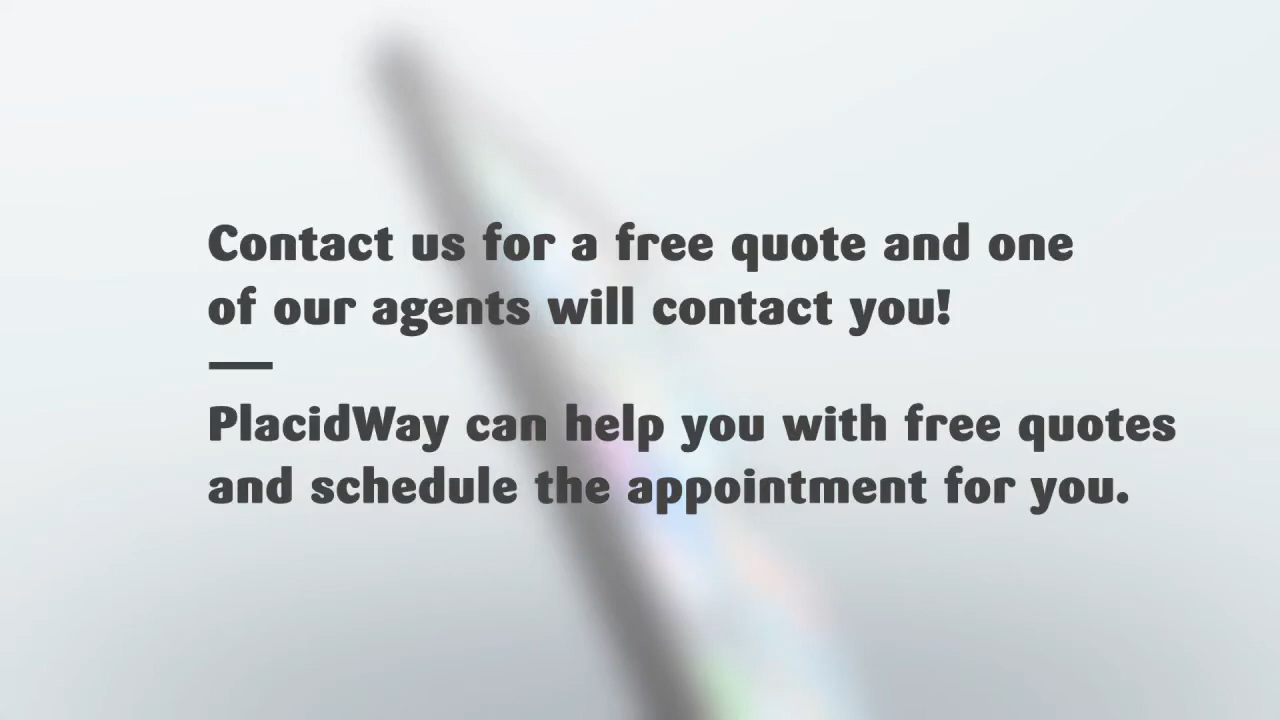 Contact us for a free quote and one
of our agents will contact you!
PlacidWay can help you with free quotes
and schedule the appointment for you.